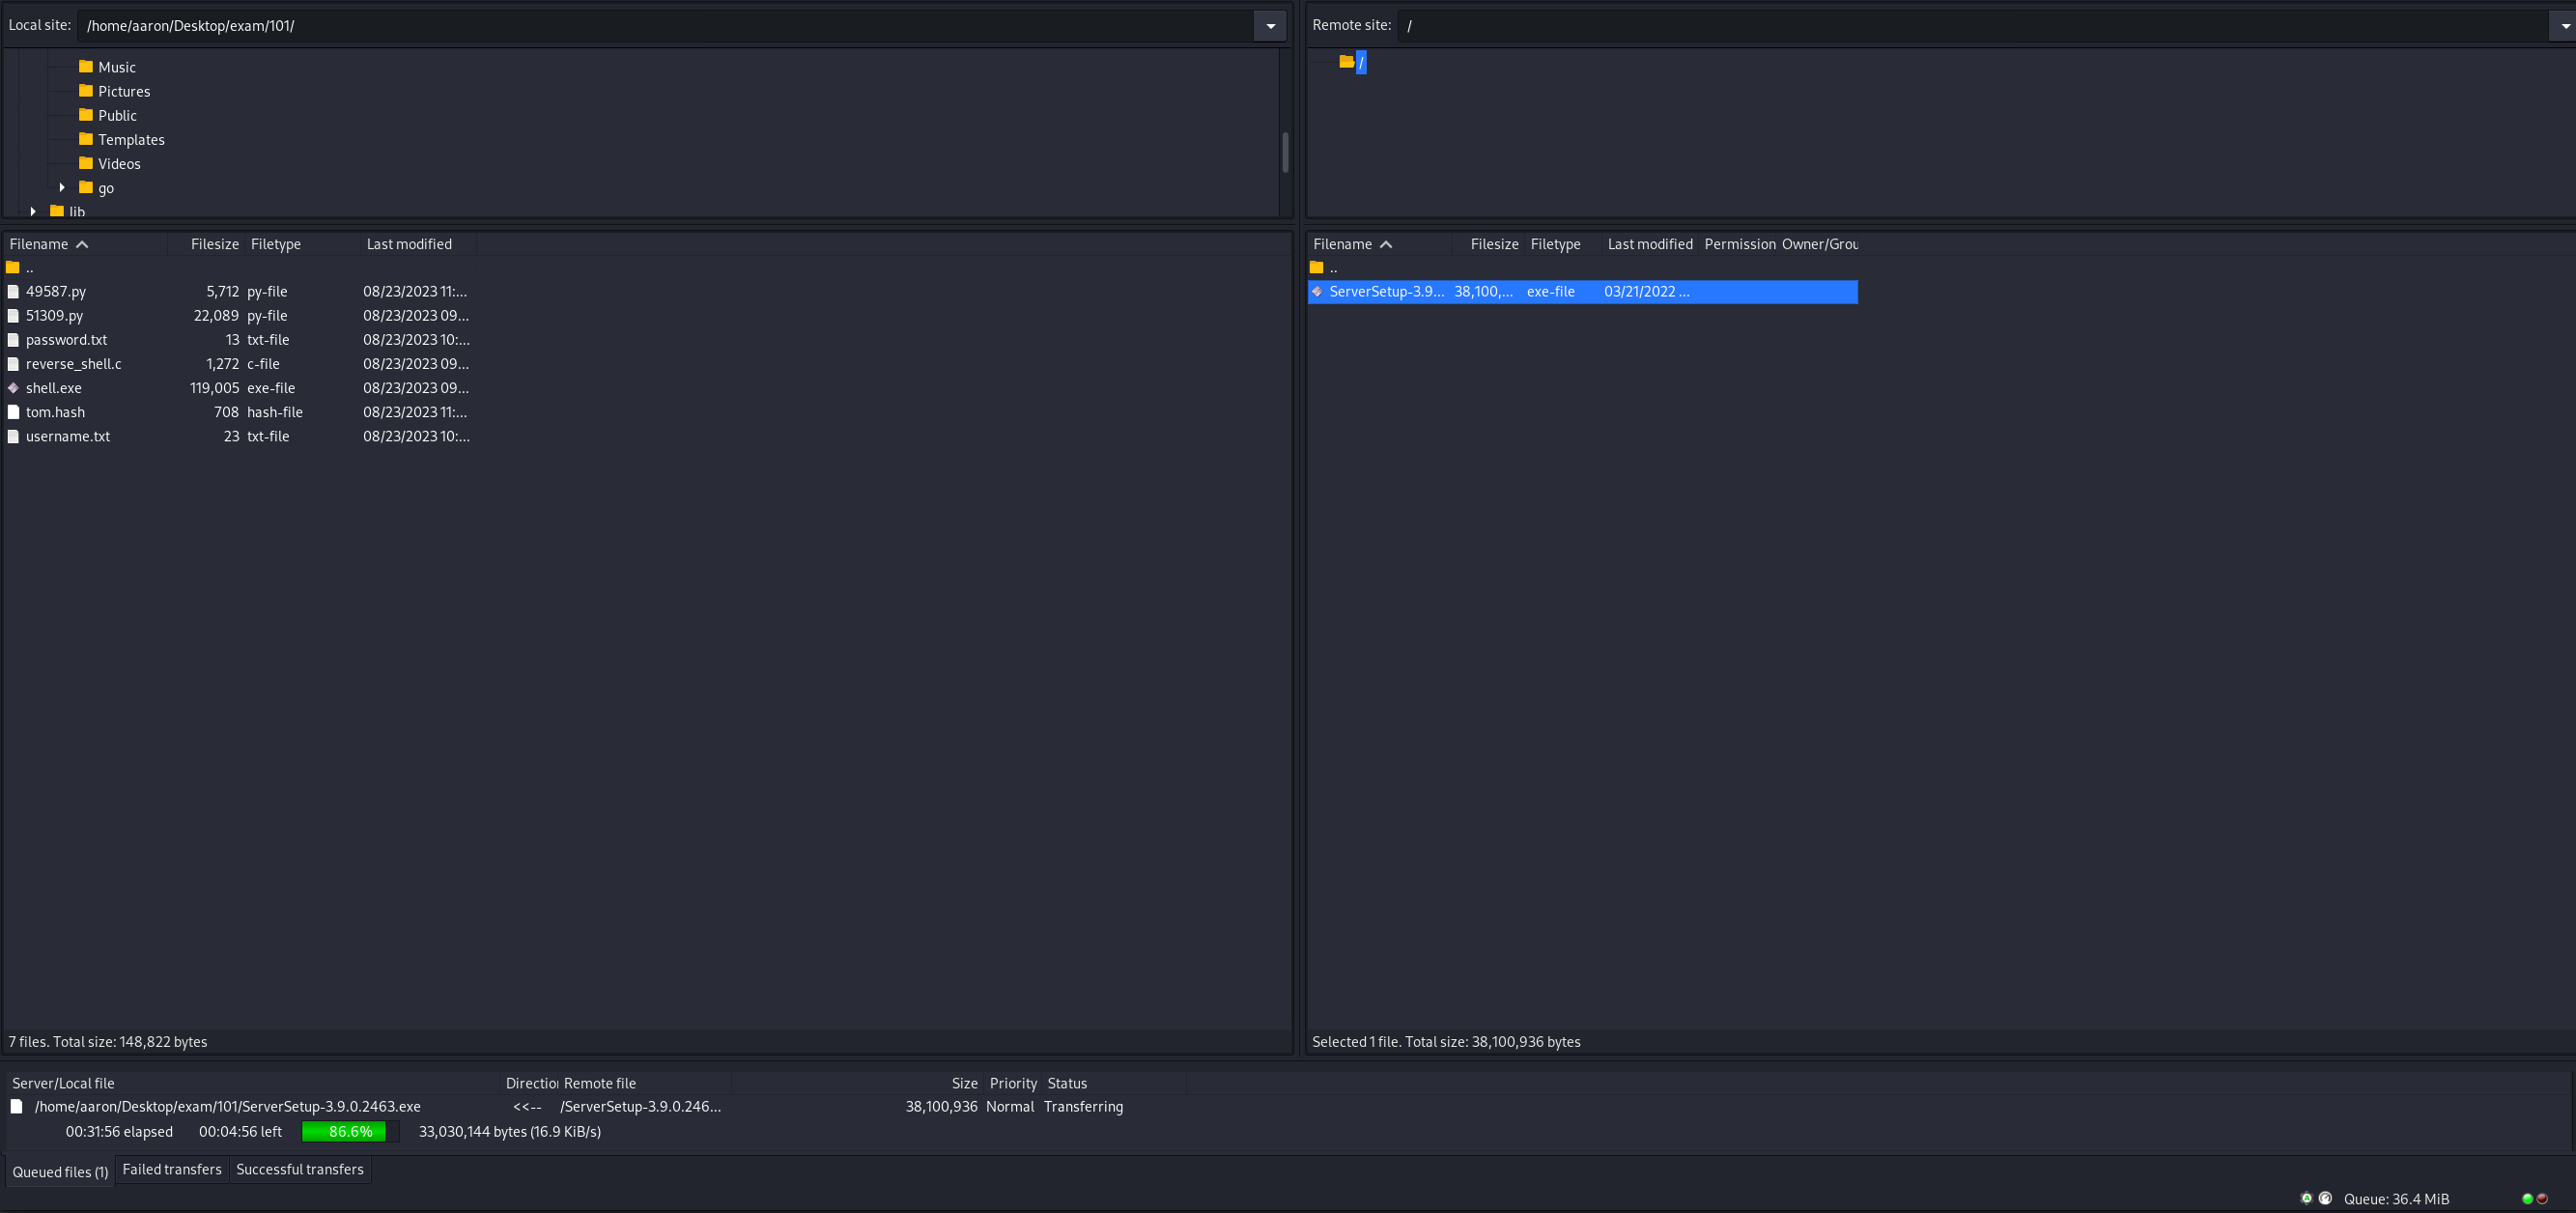 Local site: /home/aaron/Desktop/exam/101/
Music
Pictures
Public
Templates
Videos
go
lib
Filename Filesize Filetype Last modified
..
49587.py 5,712 py-file 08/23/2023 11:...
51309.py 22,089 py-file 08/23/2023 09...
password.txt 13 txt-file 08/23/2023 10:...
reverse_shell.c 1,272 c-file 08/23/2023 09...
shell.exe 119,005 exe-file 08/23/2023 09...
tom.hash 708 hash-file 08/23/2023 11:...
username.txt 23 txt-file 08/23/2023 10:...
7 files. Total size: 148,822 bytes
Remote site: /
/
Filename Filesize Filetype Last modified Permission Owner/Grou
..
ServerSetup-3.9... 38,100,... exe-file 03/21/2022 ...
Selected 1 file. Total size: 38,100,936 bytes
Server/Local file Direction Remote file Size Priority Status
/home/aaron/Desktop/exam/101/ServerSetup-3.9.0.2463.exe <<-- /ServerSetup-3.9.0.246... 38,100,936 Normal Transferring
00:31:56 elapsed 00:04:56 left 86.6% 33,030,144 bytes (16.9 KiB/s)
Queued files (1) Failed transfers Successful transfers
Queue: 36.4 MiB